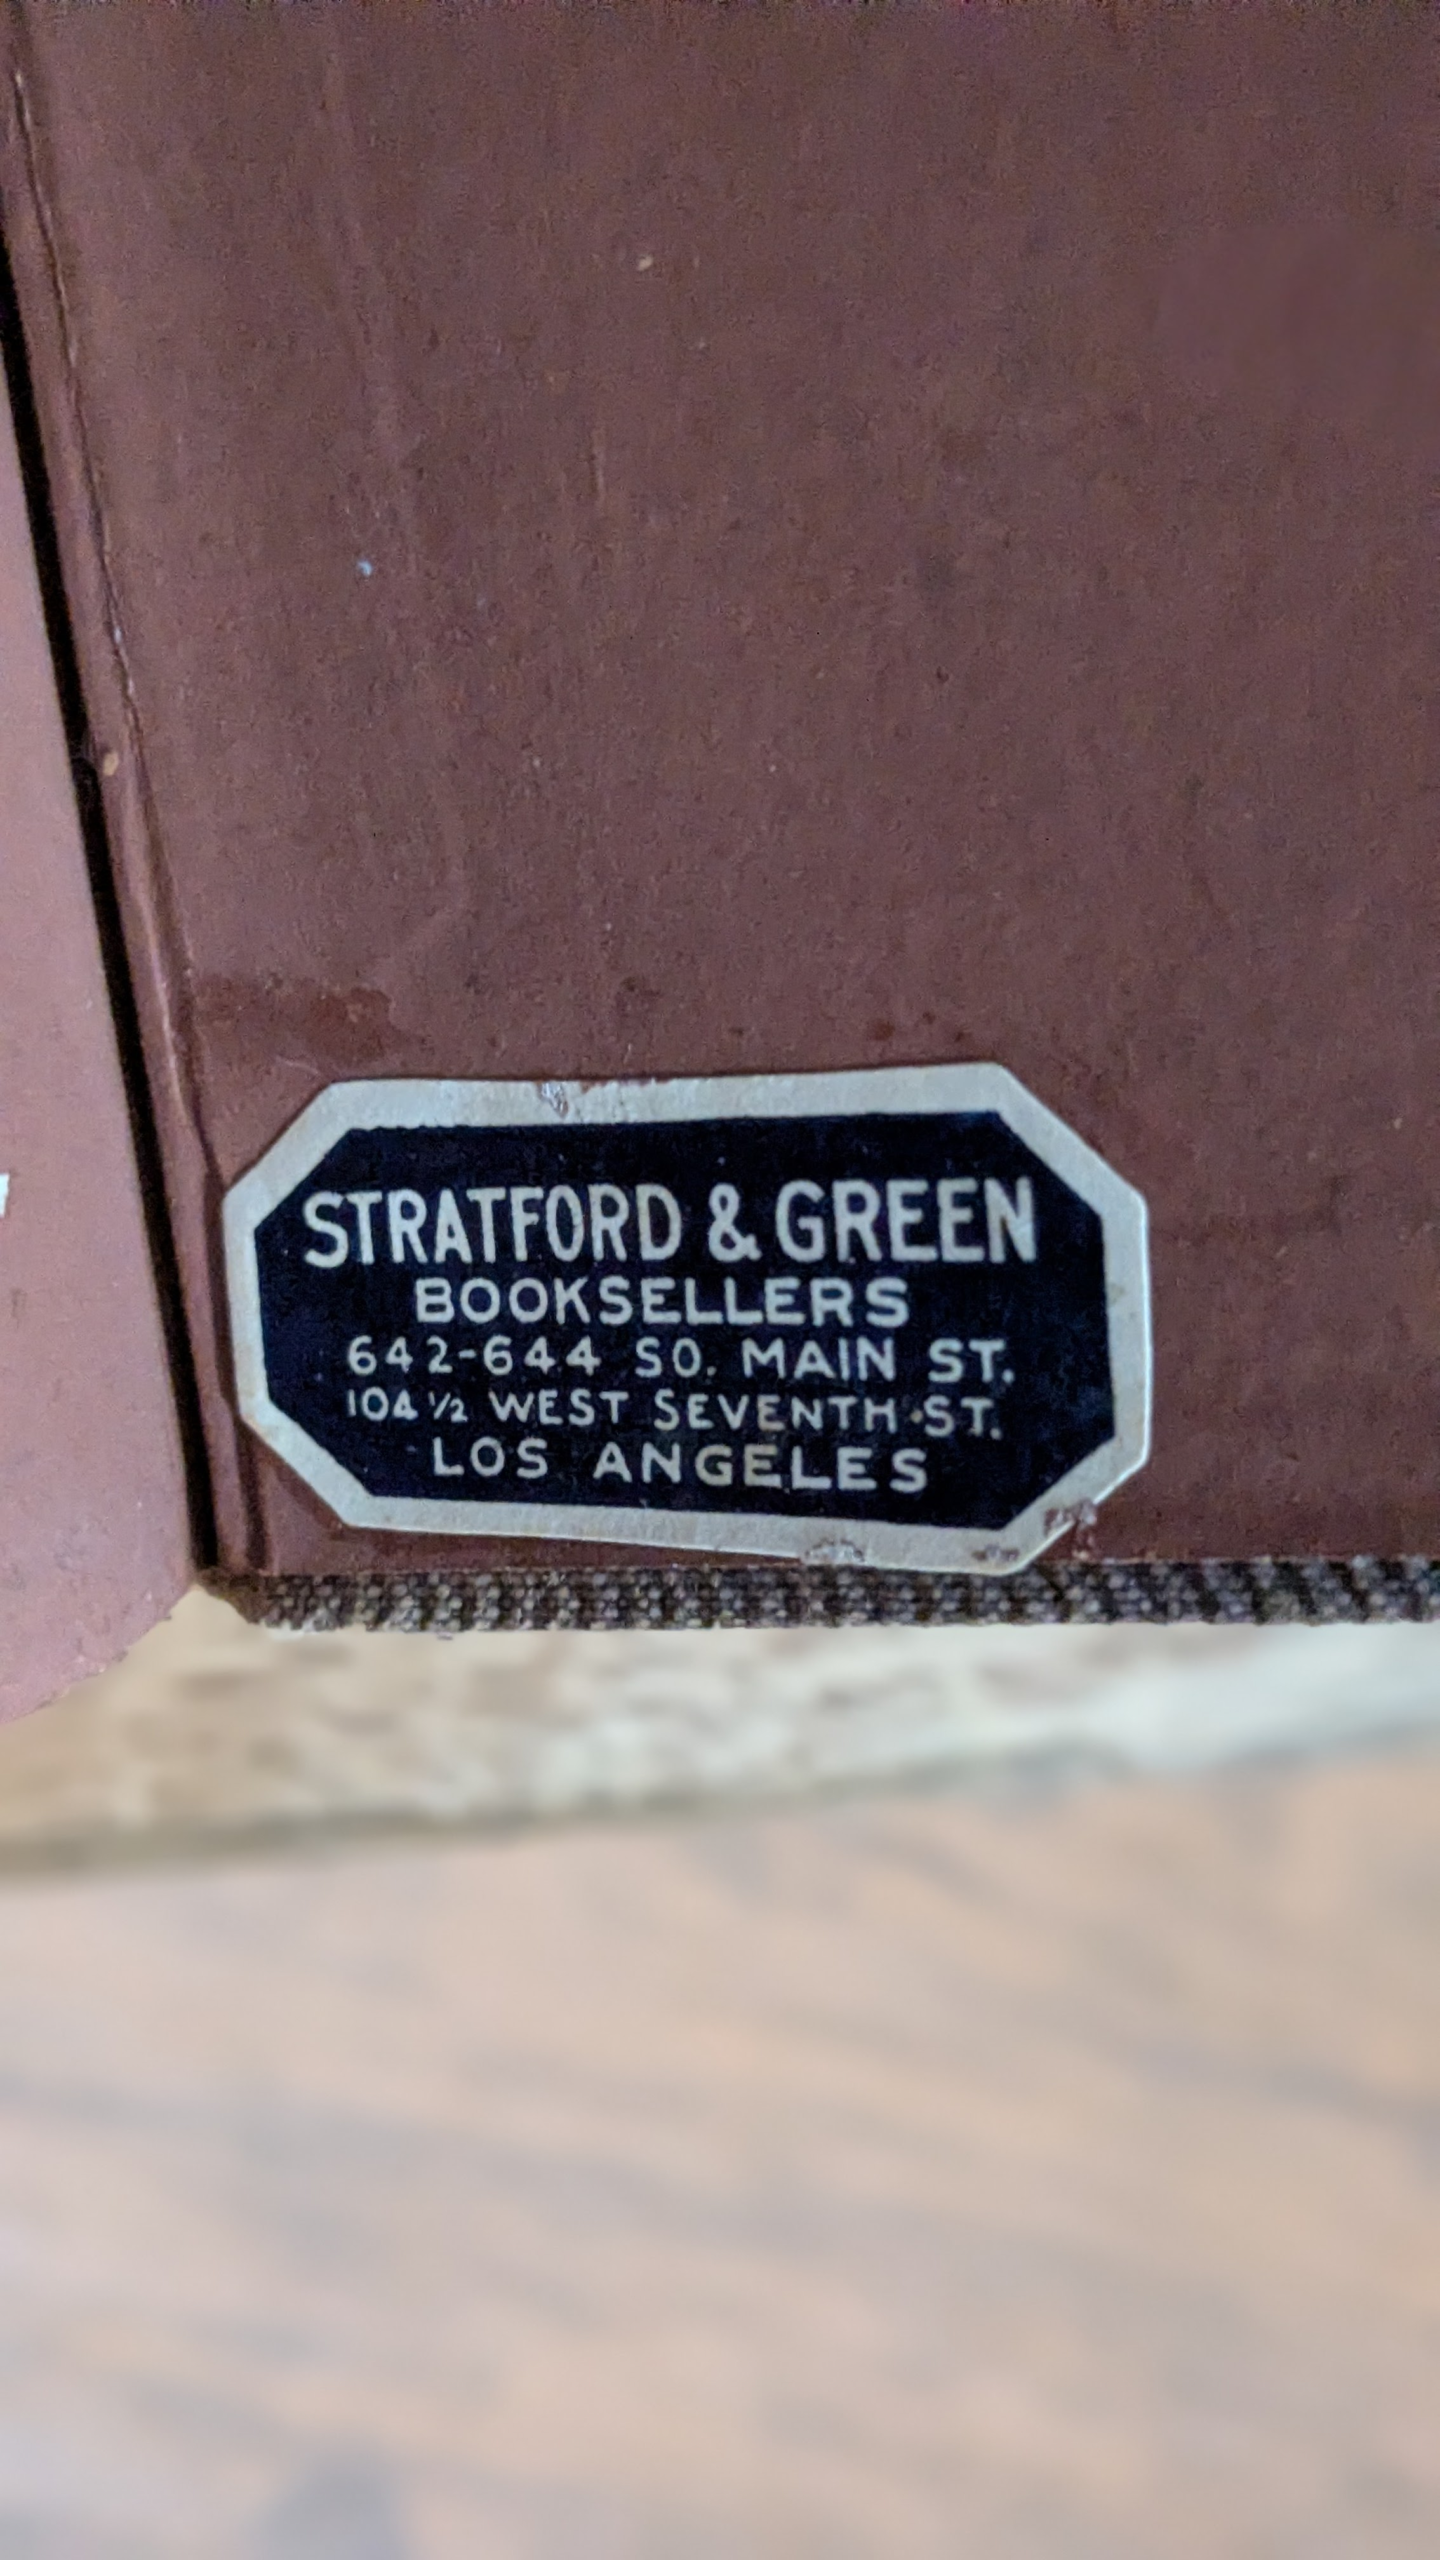 STRATFORD & GREEN
BOOKSELLERS
642-644 SO. MAIN ST.
104 1/2 WEST SEVENTH ST.
LOS ANGELES